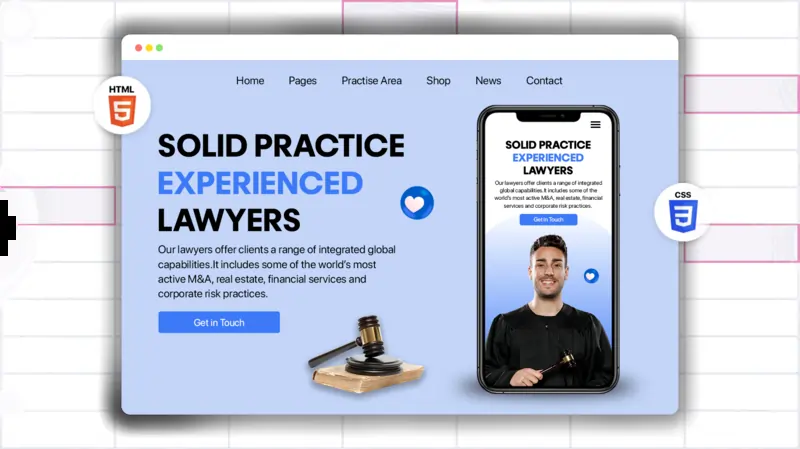 HTML
5
Home Pages Practise Area Shop News Contact
SOLID PRACTICE
EXPERIENCED
LAWYERS
Our lawyers offer clients a range of integrated global
capabilities.It includes some of the world's most
active M&A, real estate, financial services and
corporate risk practices.
Get in Touch
SOLID PRACTICE
EXPERIENCED
LAWYERS
Our lawyers offer clients a range of integrated
global capabilities.It includes some of the
world's most active M&A, real estate, financial
services and corporate risk practices.
Get in Touch
CSS
3